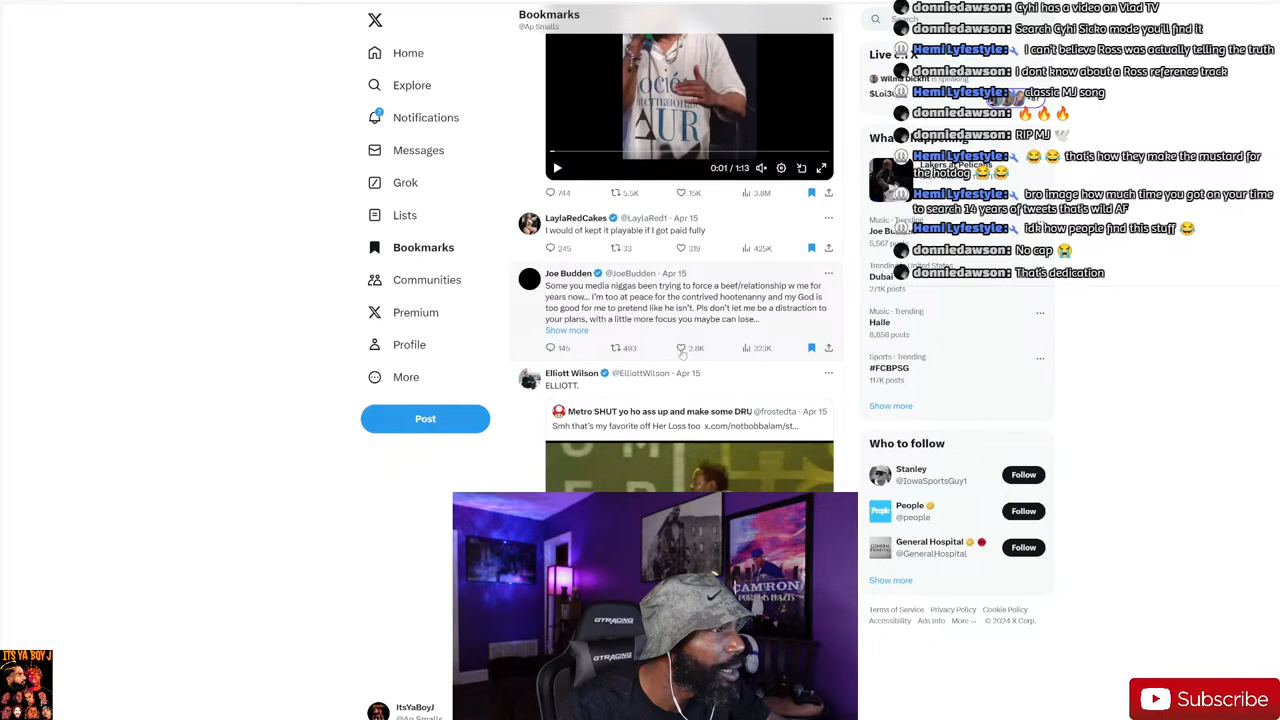 Bookmarks
@Ap Smalls
Home
Explore
Notifications
Messages
Grok
Lists
Bookmarks
Communities
Premium
Profile
More
Post
ItsYaBoyJ
@Ap Smalls
0:01 / 1:13
744 5.5K 15K 3.8M
LaylaRedCakes @LaylaRed1 · Apr 15
I would of kept it playable if I got paid fully
245 33 319 425K
Joe Budden @JoeBudden · Apr 15
Some you media niggas been trying to force a beef/relationship w me for
years now... I'm too at peace for the contrived hootenanny and my God is
too good for me to pretend like he isn't. Pls don't let me be a distraction to
your plans, with a little more focus you maybe can lose...
Show more
145 493 2.8K 323K
Elliott Wilson @ElliottWilson · Apr 15
ELLIOTT.
Metro SHUT yo ho ass up and make some DRU @frostedta · Apr 15
Smh that's my favorite off Her Loss too x.com/notbobbalam/st...
Search
Live on X
is speaking
+87
What's happening
Lakers at Pelicans
Music · Trending
Joe Bu
5,567 posts
Trending United States
Dubai
271K posts
Music · Trending
Halle
8,858 posts
Sports · Trending
#FCBPSG
117K posts
Show more
Who to follow
Stanley
@IowaSportsGuy1
Follow
People
@people
Follow
General Hospital
@GeneralHospital
Follow
Show more
Terms of Service Privacy Policy Cookie Policy
Accessibility Ads info More ··· © 2024 X Corp.
donniedawson: Cyhi has a video on Vlad TV
donniedawson: Search Cyhi Sicko mode you'll find it
Hemi Lyfestyle: I can't believe Ross was actually telling the truth
donniedawson: I dont know about a Ross reference track
Hemi Lyfestyle: classic MJ song
donniedawson: 🔥 🔥 🔥
donniedawson: RIP MJ 🕊
Hemi Lyfestyle: 😂 😂 that's how they make the mustard for
the hotdog 😂😂
Hemi Lyfestyle: bro image how much time you got on your time
to search 14 years of tweets that's wild AF
Hemi Lyfestyle: idk how people find this stuff 😂
donniedawson: No cap 😭
donniedawson: That's dedication
GTRACING
GTRACING
CAM'RON
ITS YA BOY J
Subscribe